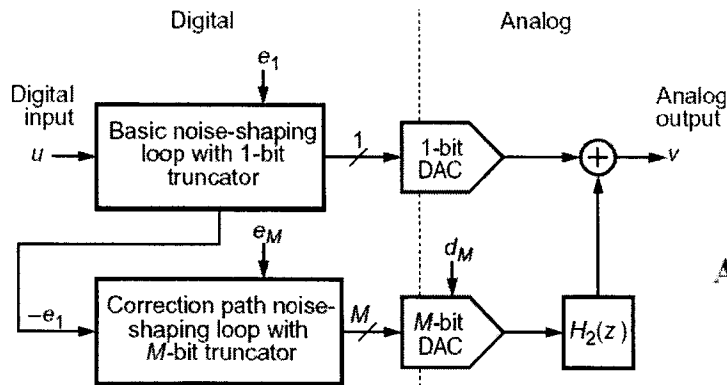 Digital
Analog
e1
Digital
input
u
Basic noise-shaping
loop with 1-bit
truncator
1
1-bit
DAC
+
Analog
output
v
eM
dM
−e1
Correction path noise-
shaping loop with
M-bit truncator
M
M-bit
DAC
H2(z)